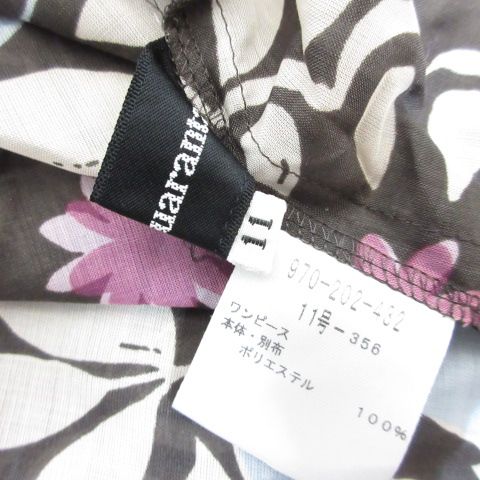 uarant
11
970-202-432
11号-356
ワンピース
本体・別布
ポリエステル
100%